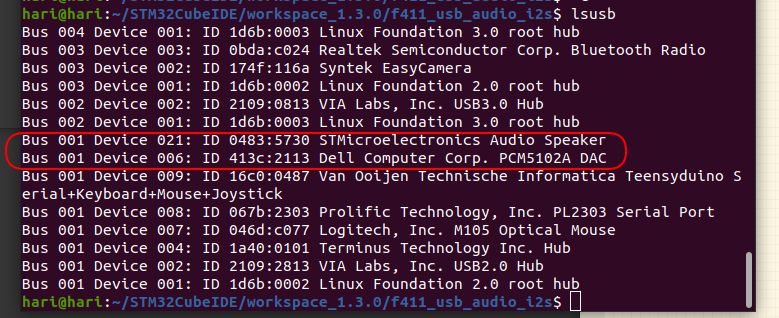 hari@hari:~/STM32CubeIDE/workspace_1.3.0/f411_usb_audio_i2s$ lsusb
Bus 004 Device 001: ID 1d6b:0003 Linux Foundation 3.0 root hub
Bus 003 Device 003: ID 0bda:c024 Realtek Semiconductor Corp. Bluetooth Radio
Bus 003 Device 002: ID 174f:116a Syntek EasyCamera
Bus 003 Device 001: ID 1d6b:0002 Linux Foundation 2.0 root hub
Bus 002 Device 002: ID 2109:0813 VIA Labs, Inc. USB3.0 Hub
Bus 002 Device 001: ID 1d6b:0003 Linux Foundation 3.0 root hub
Bus 001 Device 021: ID 0483:5730 STMicroelectronics Audio Speaker
Bus 001 Device 006: ID 413c:2113 Dell Computer Corp. PCM5102A DAC
Bus 001 Device 009: ID 16c0:0487 Van Ooijen Technische Informatica Teensyduino S
erial+Keyboard+Mouse+Joystick
Bus 001 Device 008: ID 067b:2303 Prolific Technology, Inc. PL2303 Serial Port
Bus 001 Device 007: ID 046d:c077 Logitech, Inc. M105 Optical Mouse
Bus 001 Device 004: ID 1a40:0101 Terminus Technology Inc. Hub
Bus 001 Device 002: ID 2109:2813 VIA Labs, Inc. USB2.0 Hub
Bus 001 Device 001: ID 1d6b:0002 Linux Foundation 2.0 root hub
hari@hari:~/STM32CubeIDE/workspace_1.3.0/f411_usb_audio_i2s$